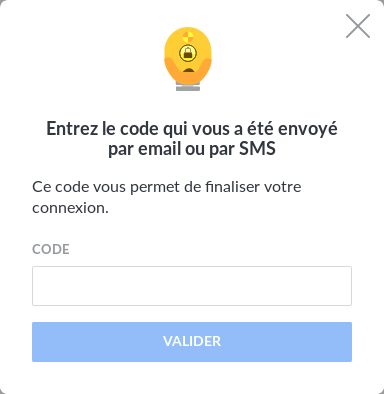 Entrez le code qui vous a été envoyé
par email ou par SMS
Ce code vous permet de finaliser votre
connexion.
CODE
VALIDER